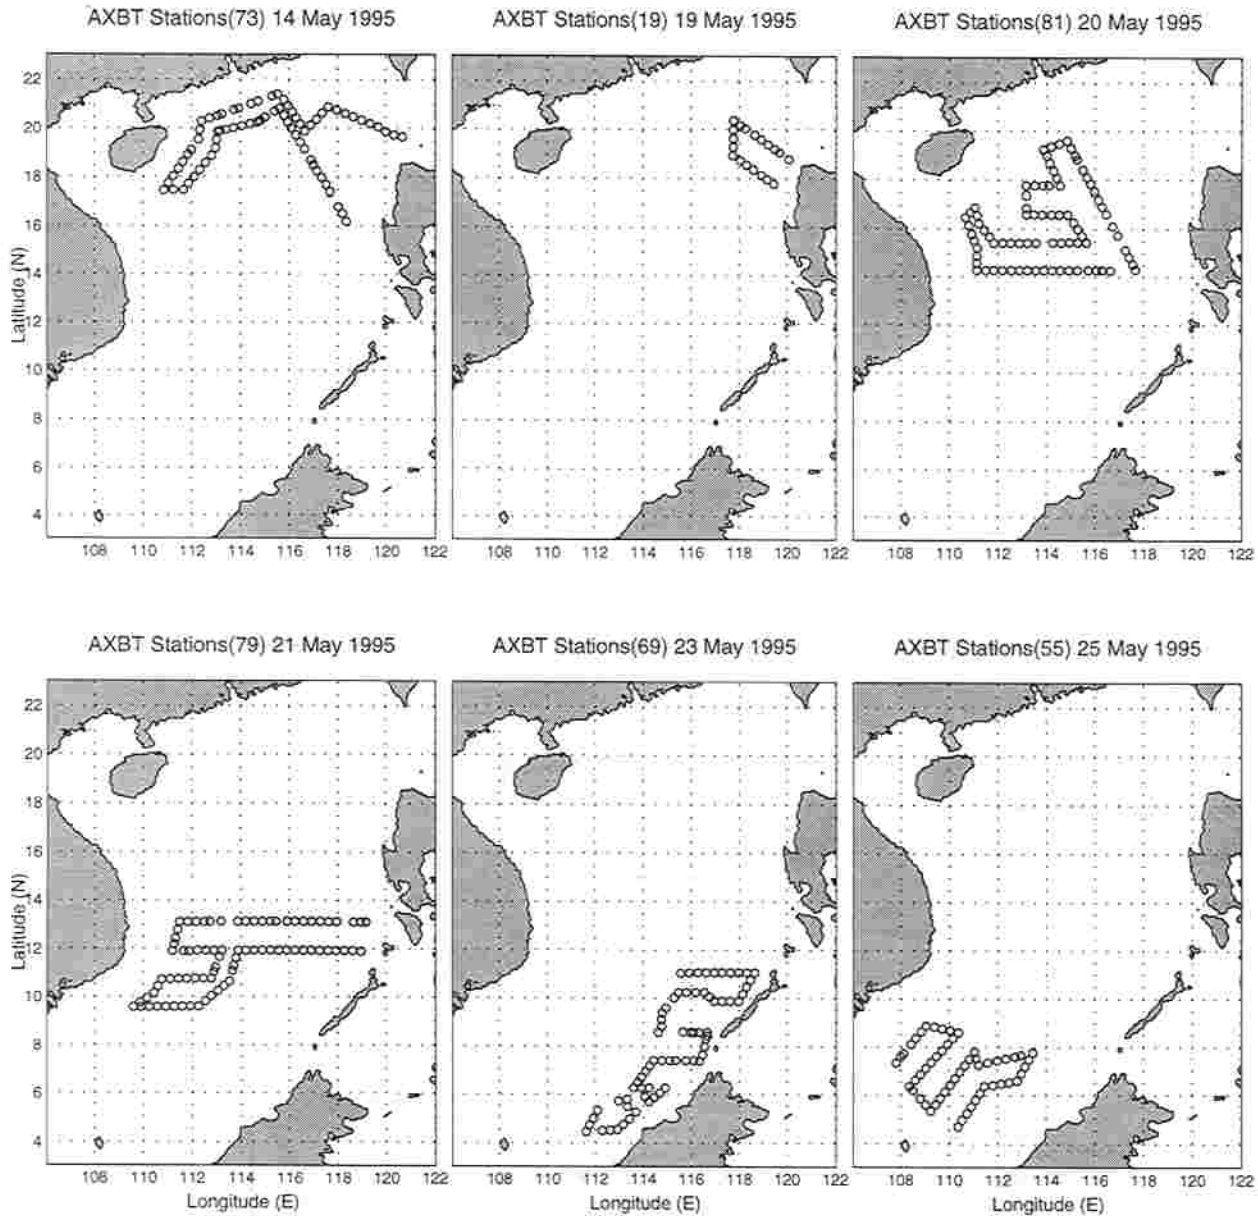 AXBT Stations(73) 14 May 1995
AXBT Stations(19) 19 May 1995
AXBT Stations(81) 20 May 1995
22
20
18
16
14
12
10
8
6
4
Latitude (N)
108 110 112 114 116 118 120 122
108 110 112 114 116 118 120 122
108 110 112 114 116 118 120 122
AXBT Stations(79) 21 May 1995
AXBT Stations(69) 23 May 1995
AXBT Stations(55) 25 May 1995
22
20
18
16
14
12
10
8
6
4
Latitude (N)
108 110 112 114 116 118 120 122
108 110 112 114 116 118 120 122
108 110 112 114 116 118 120 122
Longitude (E)
Longitude (E)
Longitude (E)